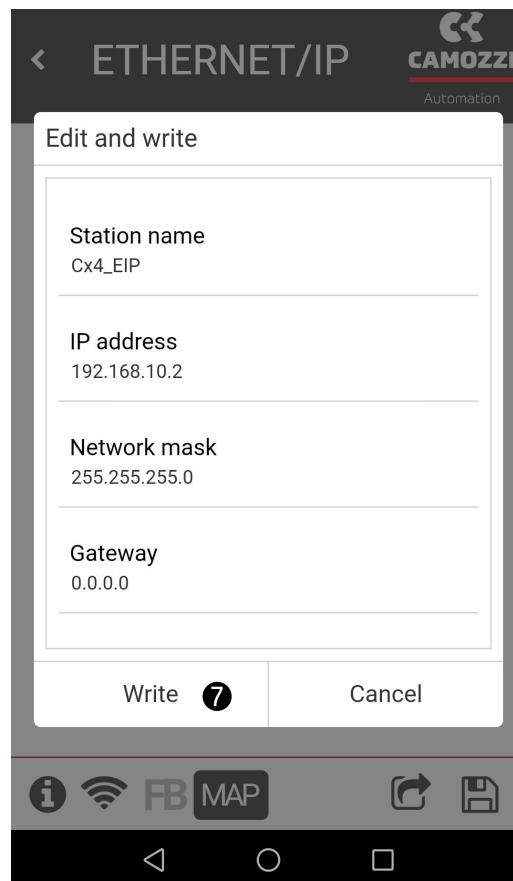 ETHERNET/IP
CAMOZZI
Automation
Edit and write
Station name
Cx4_EIP
IP address
192.168.10.2
Network mask
255.255.255.0
Gateway
0.0.0.0
Write 7 Cancel
i FB MAP